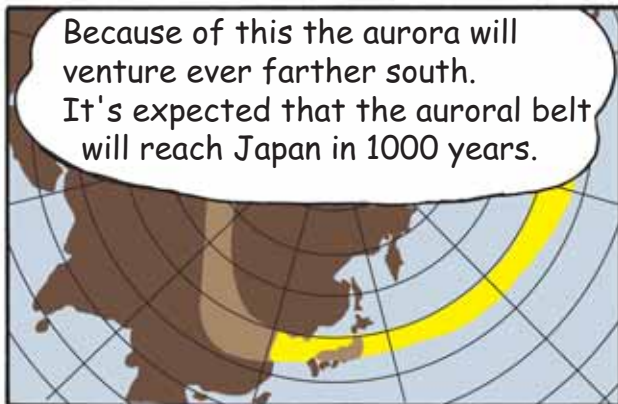 Because of this the aurora will
venture ever farther south.
It's expected that the auroral belt
will reach Japan in 1000 years.